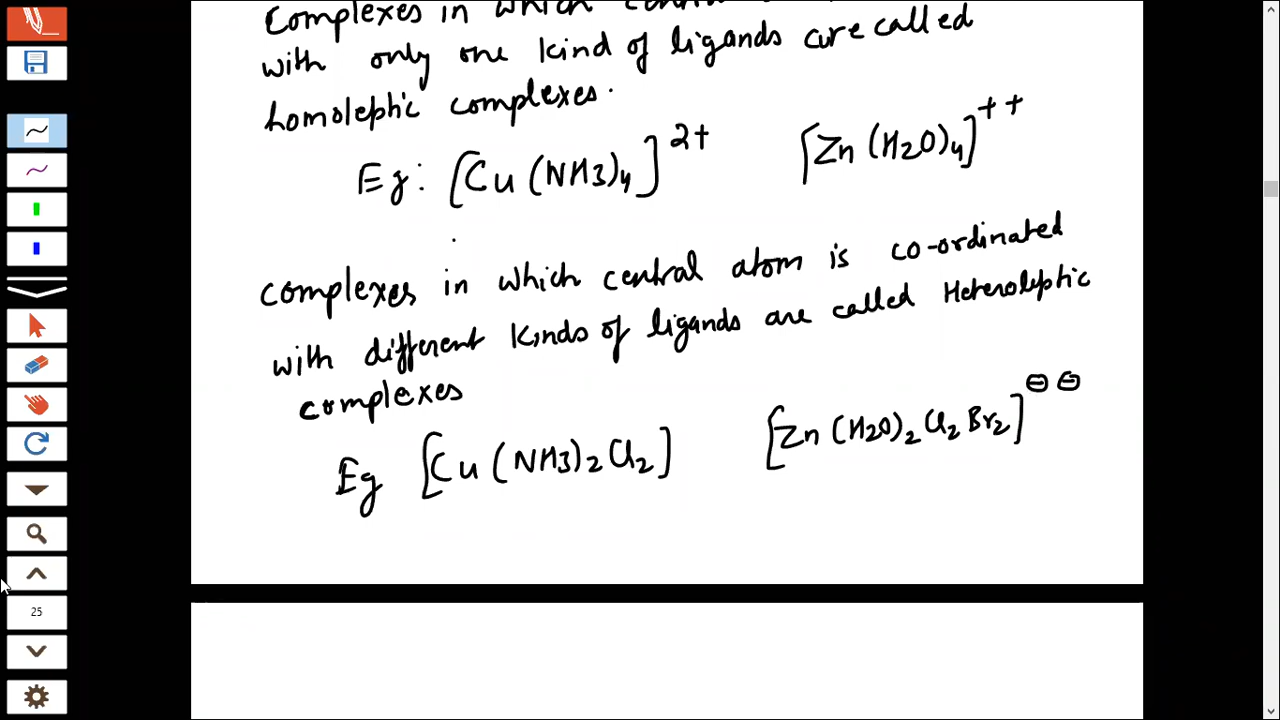 Complexes in which central
with only one kind of ligands are called
homoleptic complexes.
Eg: [Cu(NH3)4]2+ [Zn(H2O)4]++
complexes in which central atom is co-ordinated
with different kinds of ligands are called Heteroleptic
complexes
Eg [Cu(NH3)2Cl2] [Zn(H2O)2Cl2Br2]⊖⊖
25